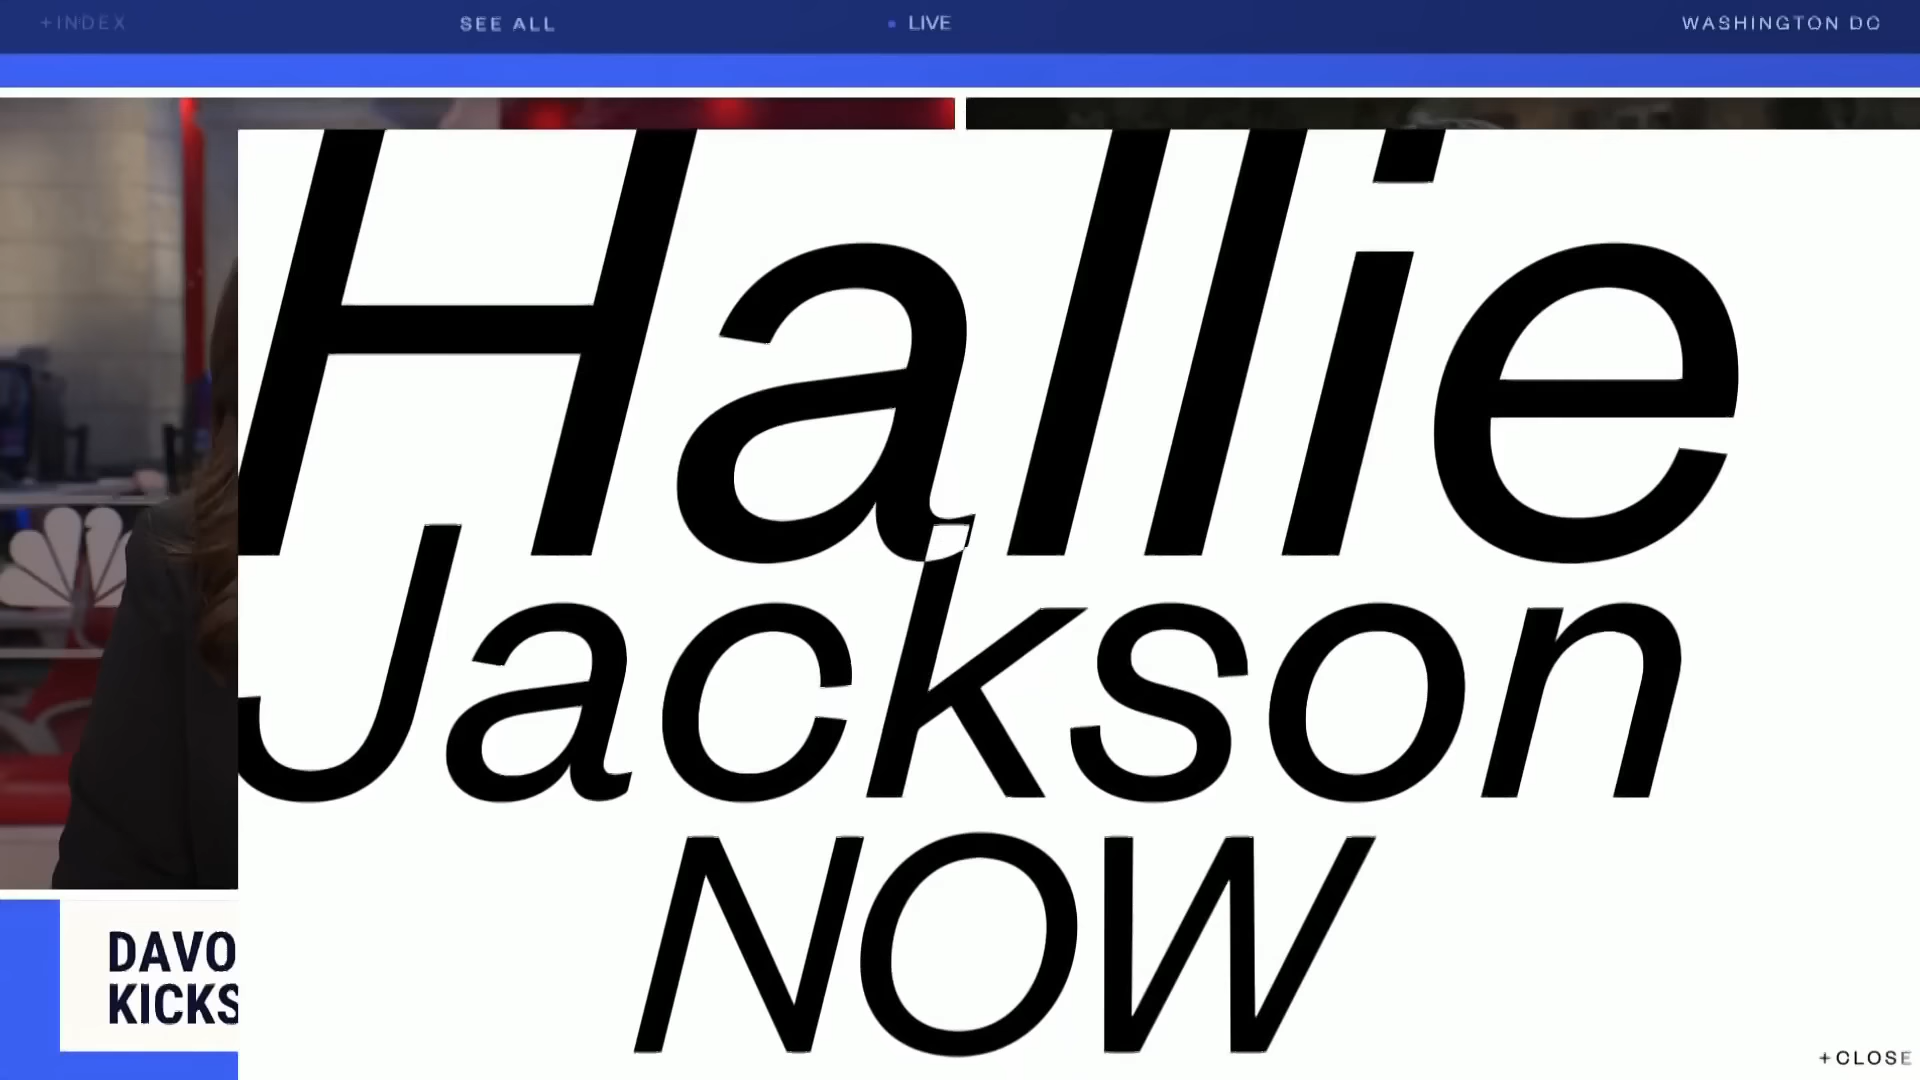 +INDEX
SEE ALL
LIVE
WASHINGTON DC
Hallie
Jackson
NOW
DAVO
KICKS
+CLOSE